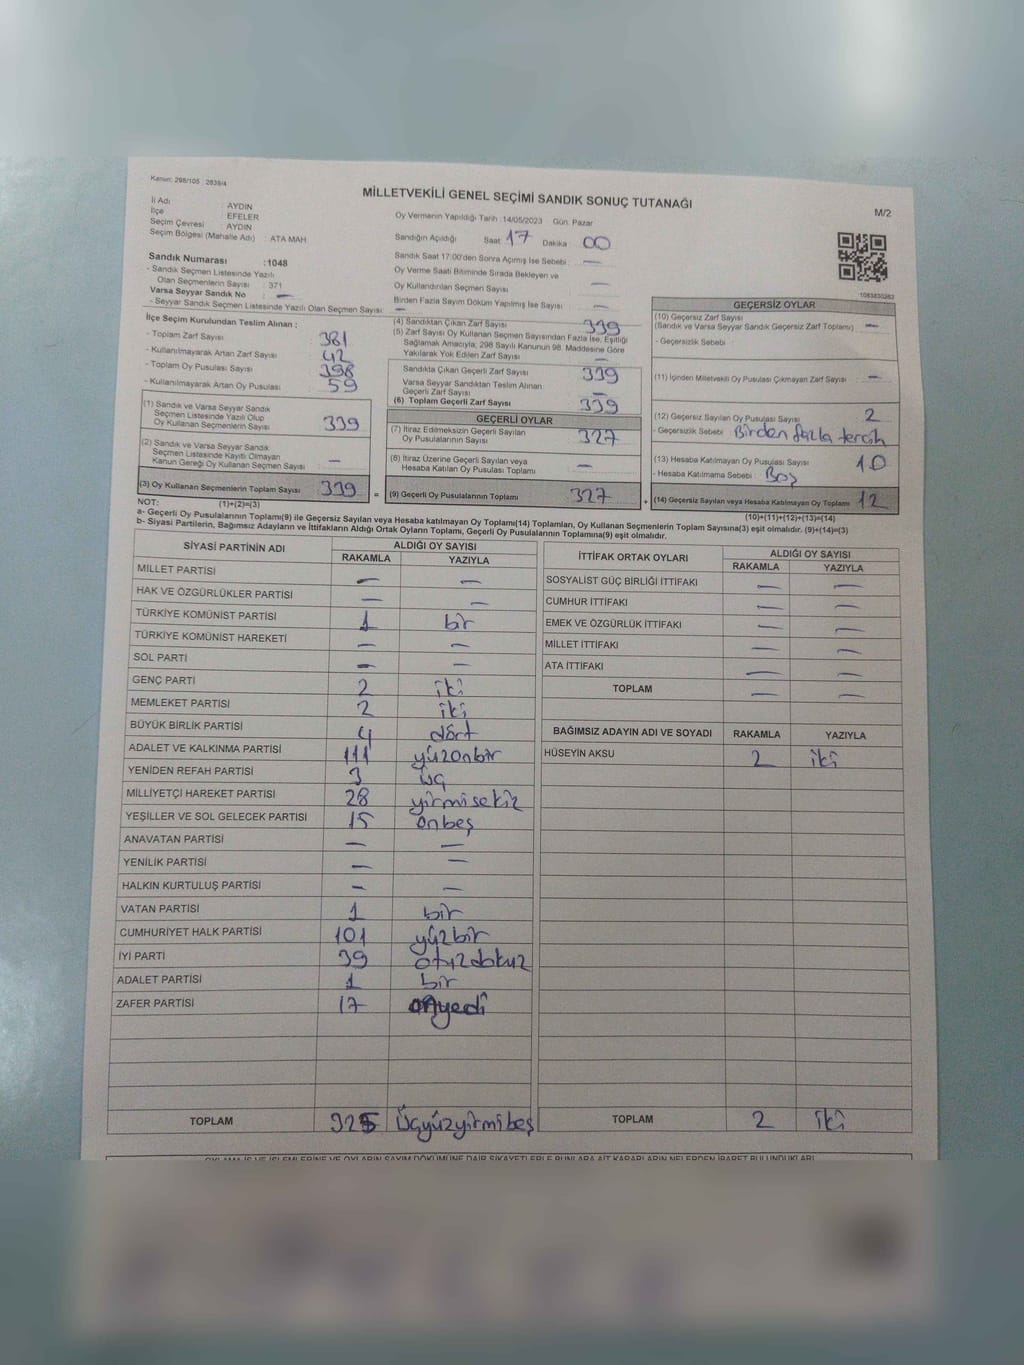 Kanun: 298/105 2839/4
MİLLETVEKİLİ GENEL SEÇİMİ SANDIK SONUÇ TUTANAĞI
M/2
İl Adı : AYDIN
İlçe : EFELER
Seçim Çevresi : AYDIN
Seçim Bölgesi (Mahalle Adı) : ATA MAH
Oy Vermenin Yapıldığı Tarih :14/05/2023 Gün: Pazar
Sandığın Açıldığı Saat 17 Dakika 00
Sandık Saat 17:00'den Sonra Açmış İse Sebebi : —
Oy Verme Saati Bitiminde Sırada Bekleyen ve
Oy Kullandırılan Seçmen Sayısı : —
Birden Fazla Sayım Döküm Yapılmış İse Sayısı : —
Sandık Numarası :1048
- Sandık Seçmen Listesinde Yazılı
Olan Seçmenlerin Sayısı : 371
Varsa Seyyar Sandık No : —
- Seyyar Sandık Seçmen Listesinde Yazılı Olan Seçmen Sayısı: —
1083830263
İlçe Seçim Kurulundan Teslim Alınan :
- Toplam Zarf Sayısı : 381
- Kullanılmayarak Artan Zarf Sayısı : 42
- Toplam Oy Pusulası Sayısı : 398
- Kullanılmayarak Artan Oy Pusulası : 59
(1) Sandık ve Varsa Seyyar Sandık
Seçmen Listesinde Yazılı Olup
Oy Kullanan Seçmenlerin Sayısı : 339
(2) Sandık ve Varsa Seyyar Sandık
Seçmen Listesinde Kayıtlı Olmayan
Kanun Gereği Oy Kullanan Seçmen Sayısı : —
(3) Oy Kullanan Seçmenlerin Toplam Sayısı 339 =
(1)+(2)=(3)
(4) Sandıktan Çıkan Zarf Sayısı : 339
(5) Zarf Sayısı Oy Kullanan Seçmen Sayısından Fazla İse, Eşitliği
Sağlamak Amacıyla, 298 Sayılı Kanunun 98. Maddesine Göre
Yakılarak Yok Edilen Zarf Sayısı : —
Sandıkta Çıkan Geçerli Zarf Sayısı : 339
Varsa Seyyar Sandıktan Teslim Alınan
Geçerli Zarf Sayısı : —
(6) Toplam Geçerli Zarf Sayısı : 339
GEÇERLİ OYLAR
(7) İtiraz Edilmeksizin Geçerli Sayılan
Oy Pusulalarının Sayısı : 327
(8) İtiraz Üzerine Geçerli Sayılan veya
Hesaba Katılan Oy Pusulası Toplamı : —
(9) Geçerli Oy Pusulalarının Toplamı 327 +
GEÇERSİZ OYLAR
(10) Geçersiz Zarf Sayısı
(Sandık ve Varsa Seyyar Sandık Geçersiz Zarf Toplamı) : —
- Geçersizlik Sebebi :
(11) İçinden Milletvekili Oy Pusulası Çıkmayan Zarf Sayısı : —
(12) Geçersiz Sayılan Oy Pusulası Sayısı : 2
- Geçersizlik Sebebi : Birden fazla tercih
(13) Hesaba Katılmayan Oy Pusulası Sayısı : 10
- Hesaba Katılmama Sebebi : Boş
(14) Geçersiz Sayılan veya Hesaba Katılmayan Oy Toplamı 12
(10)+(11)+(12)+(13)=(14)
NOT:
a- Geçerli Oy Pusulalarının Toplamı(9) ile Geçersiz Sayılan veya Hesaba katılmayan Oy Toplamı(14) Toplamları, Oy Kullanan Seçmenlerin Toplam Sayısına(3) eşit olmalıdır. (9)+(14)=(3)
b- Siyasi Partilerin, Bağımsız Adayların ve İttifakların Aldığı Ortak Oyların Toplamı, Geçerli Oy Pusulalarının Toplamına(9) eşit olmalıdır.
SİYASİ PARTİNİN ADI ALDIĞI OY SAYISI
RAKAMLA YAZIYLA
MİLLET PARTİSİ — —
HAK VE ÖZGÜRLÜKLER PARTİSİ — —
TÜRKİYE KOMÜNİST PARTİSİ 1 bir
TÜRKİYE KOMÜNİST HAREKETİ — —
SOL PARTİ — —
GENÇ PARTİ 2 iki
MEMLEKET PARTİSİ 2 iki
BÜYÜK BİRLİK PARTİSİ 4 dört
ADALET VE KALKINMA PARTİSİ 111 yüzonbir
YENİDEN REFAH PARTİSİ 3 üç
MİLLİYETÇİ HAREKET PARTİSİ 28 yirmisekiz
YEŞİLLER VE SOL GELECEK PARTİSİ 15 onbeş
ANAVATAN PARTİSİ — —
YENİLİK PARTİSİ — —
HALKIN KURTULUŞ PARTİSİ — —
VATAN PARTİSİ 1 bir
CUMHURİYET HALK PARTİSİ 101 yüzbir
İYİ PARTİ 39 otuzdokuz
ADALET PARTİSİ 1 bir
ZAFER PARTİSİ 17 onyedi
TOPLAM 325 Üçyüzyirmibeş
İTTİFAK ORTAK OYLARI ALDIĞI OY SAYISI
RAKAMLA YAZIYLA
SOSYALİST GÜÇ BİRLİĞİ İTTİFAKI — —
CUMHUR İTTİFAKI — —
EMEK VE ÖZGÜRLÜK İTTİFAKI — —
MİLLET İTTİFAKI — —
ATA İTTİFAKI — —
TOPLAM — —
BAĞIMSIZ ADAYIN ADI VE SOYADI RAKAMLA YAZIYLA
HÜSEYİN AKSU 2 iki
TOPLAM 2 iki